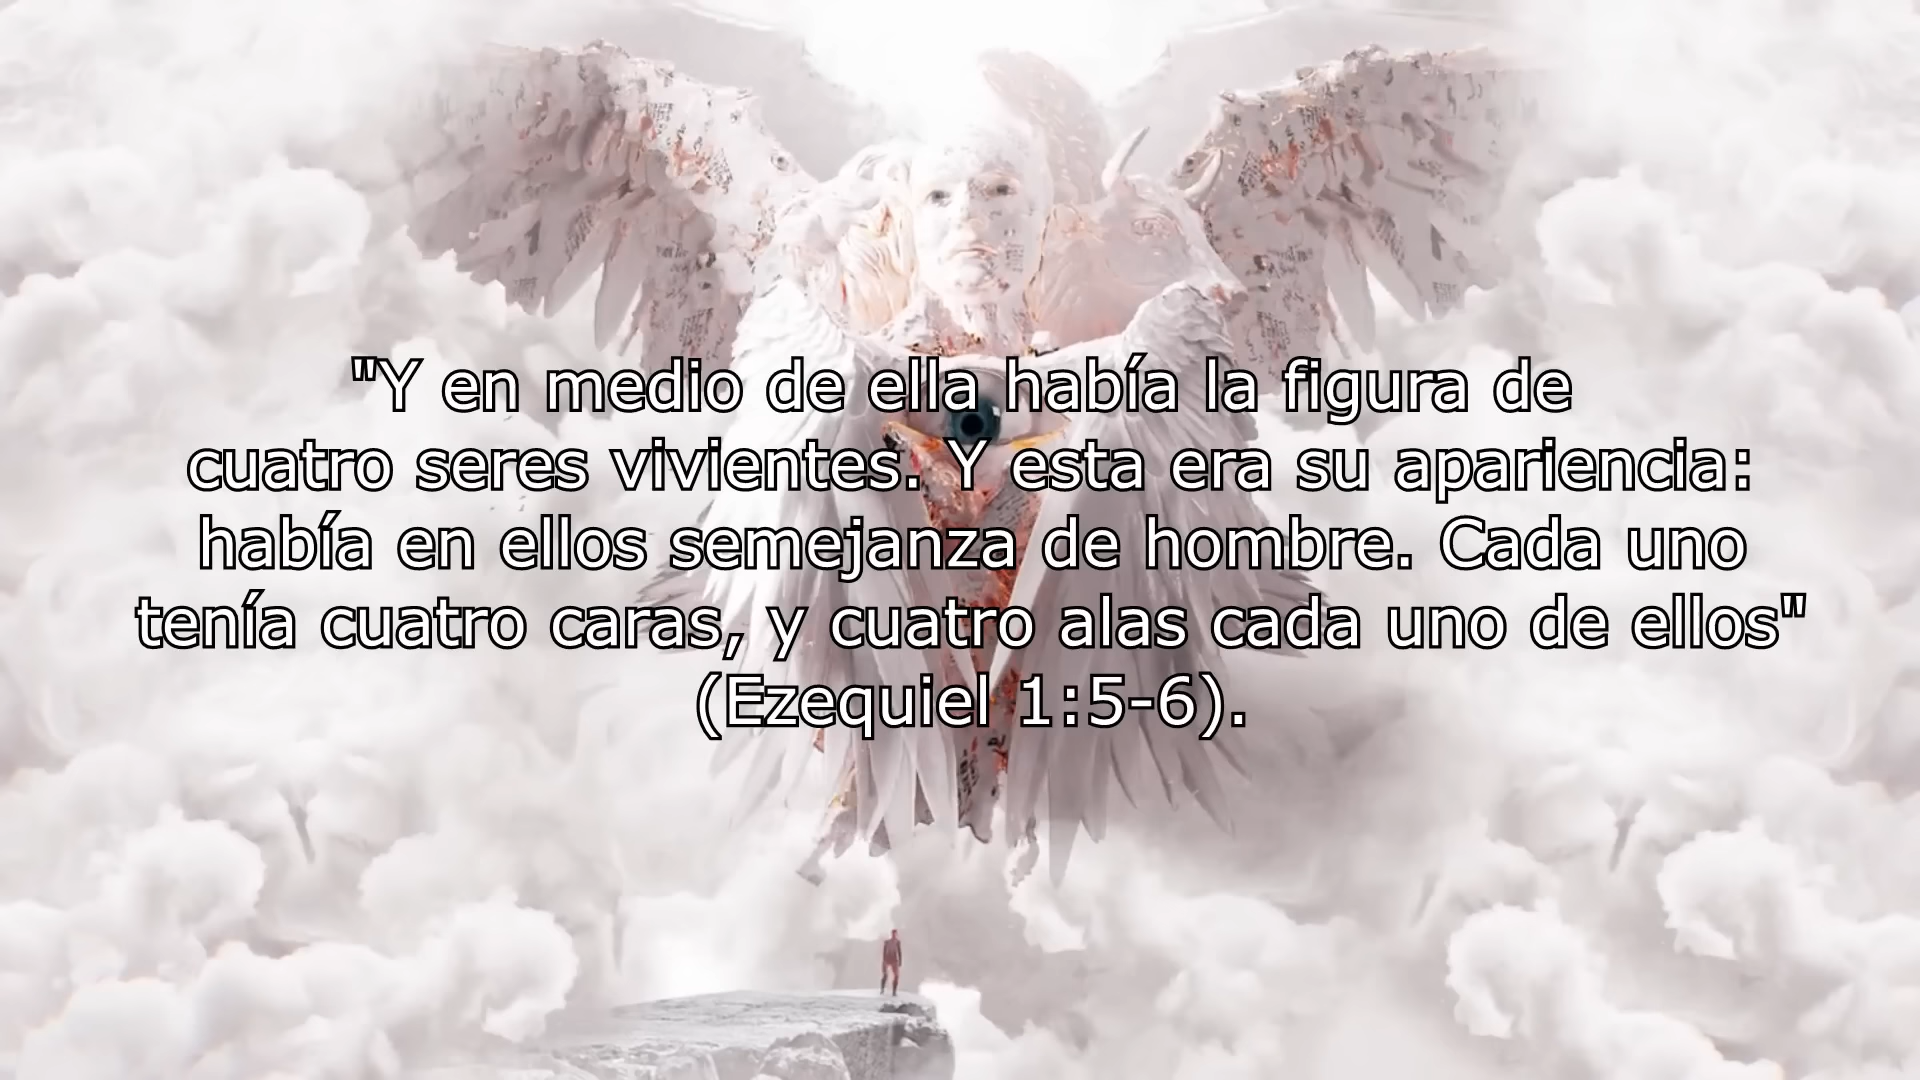 "Y en medio de ella había la figura de
cuatro seres vivientes. Y esta era su apariencia:
había en ellos semejanza de hombre. Cada uno
tenía cuatro caras, y cuatro alas cada uno de ellos"
(Ezequiel 1:5-6).